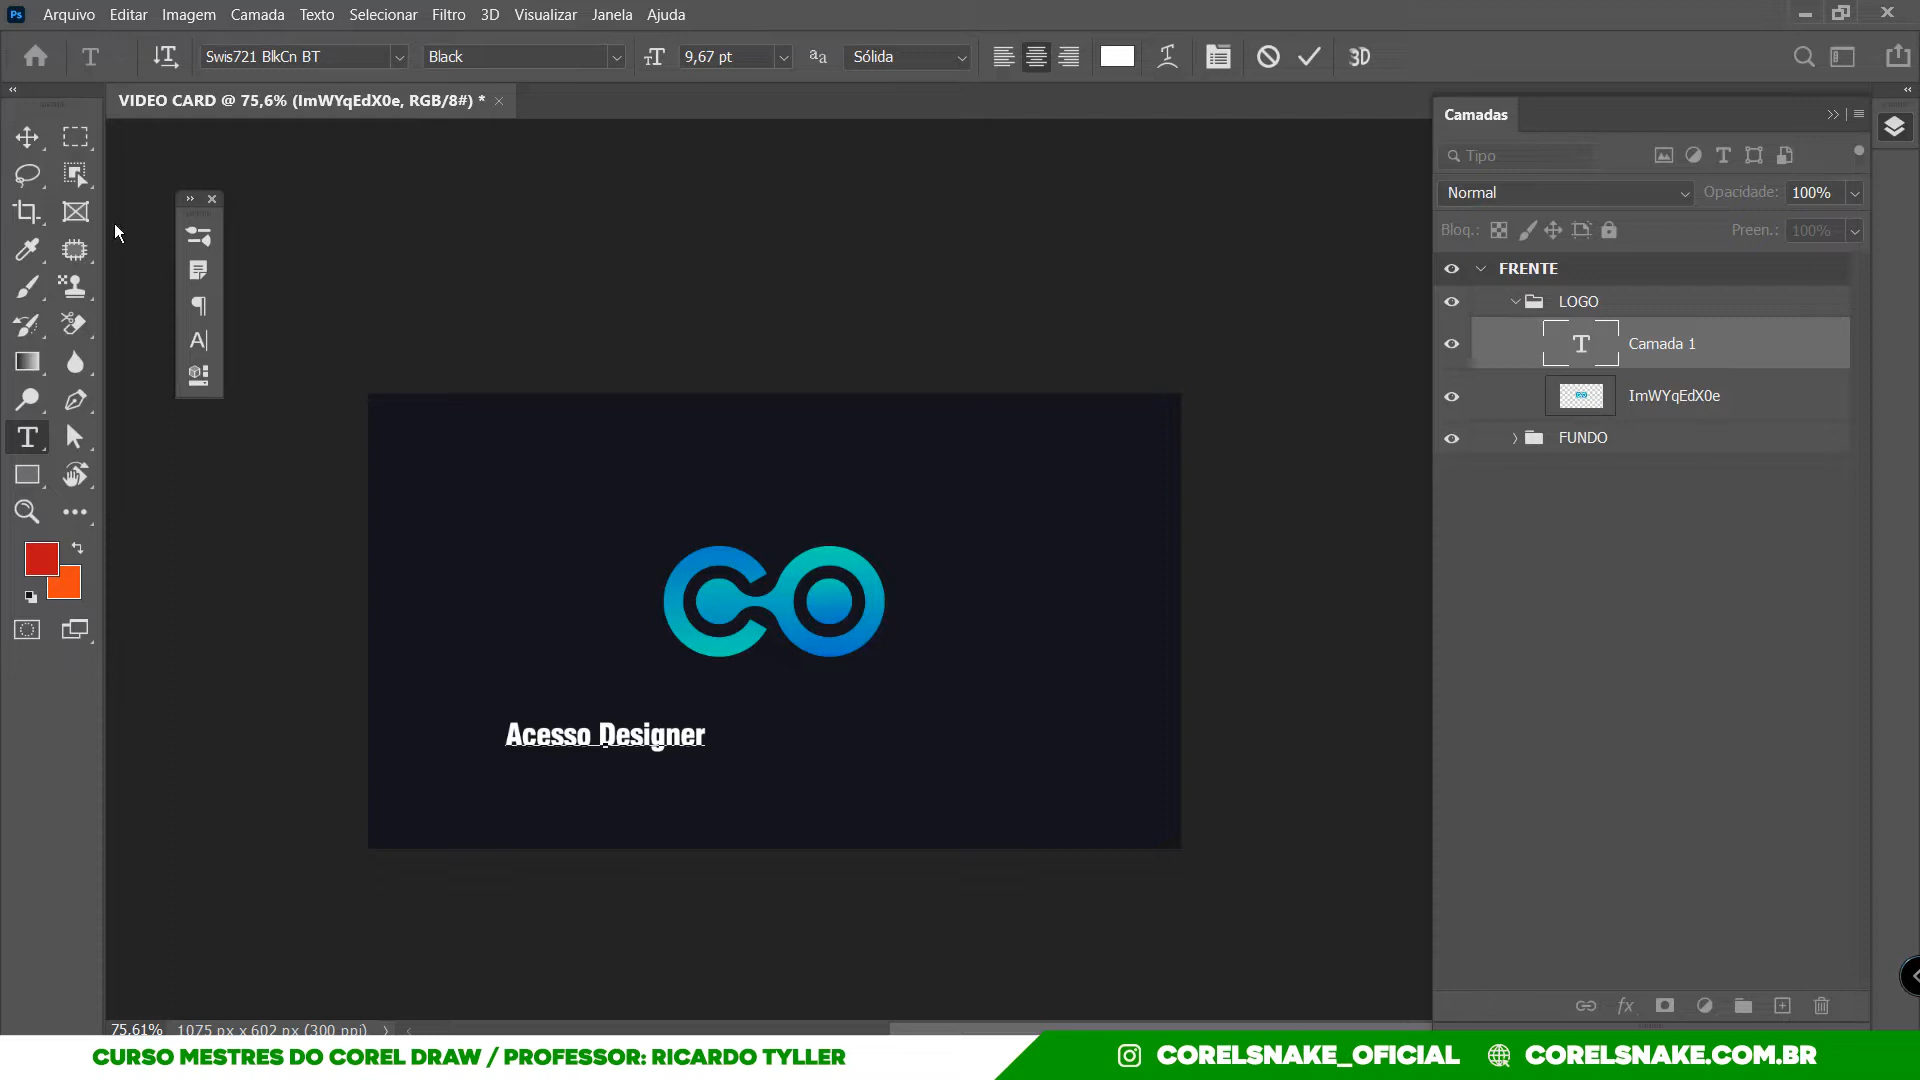 Ps Arquivo Editar Imagem Camada Texto Selecionar Filtro 3D Visualizar Janela Ajuda
Swis721 BlkCn BT Black 9,67 pt aa Sólida 3D
VIDEO CARD @ 75,6% (ImWYqEdX0e, RGB/8#) *
Camadas
Tipo
Normal Opacidade: 100%
Bloq.: Preen.: 100%
FRENTE
LOGO
Camada 1
ImWYqEdX0e
FUNDO
Acesso Designer
75,61% 1075 px x 602 px (300 ppi)
CURSO MESTRES DO COREL DRAW / PROFESSOR: RICARDO TYLLER
CORELSNAKE_OFICIAL CORELSNAKE.COM.BR